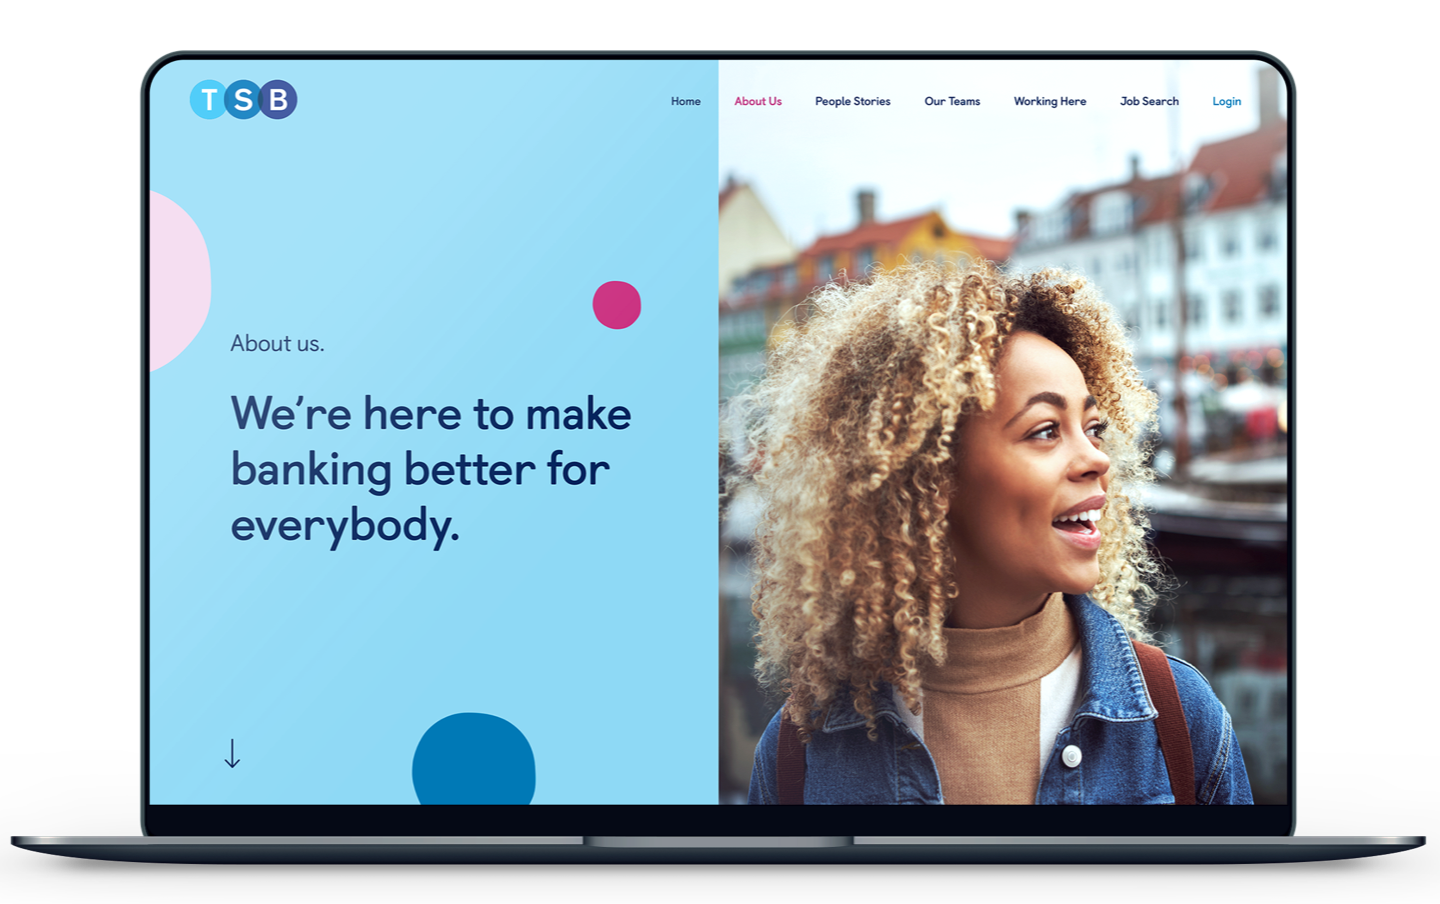 TSB
Home About Us People Stories Our Teams Working Here Job Search Login
About us.
We’re here to make
banking better for
everybody.